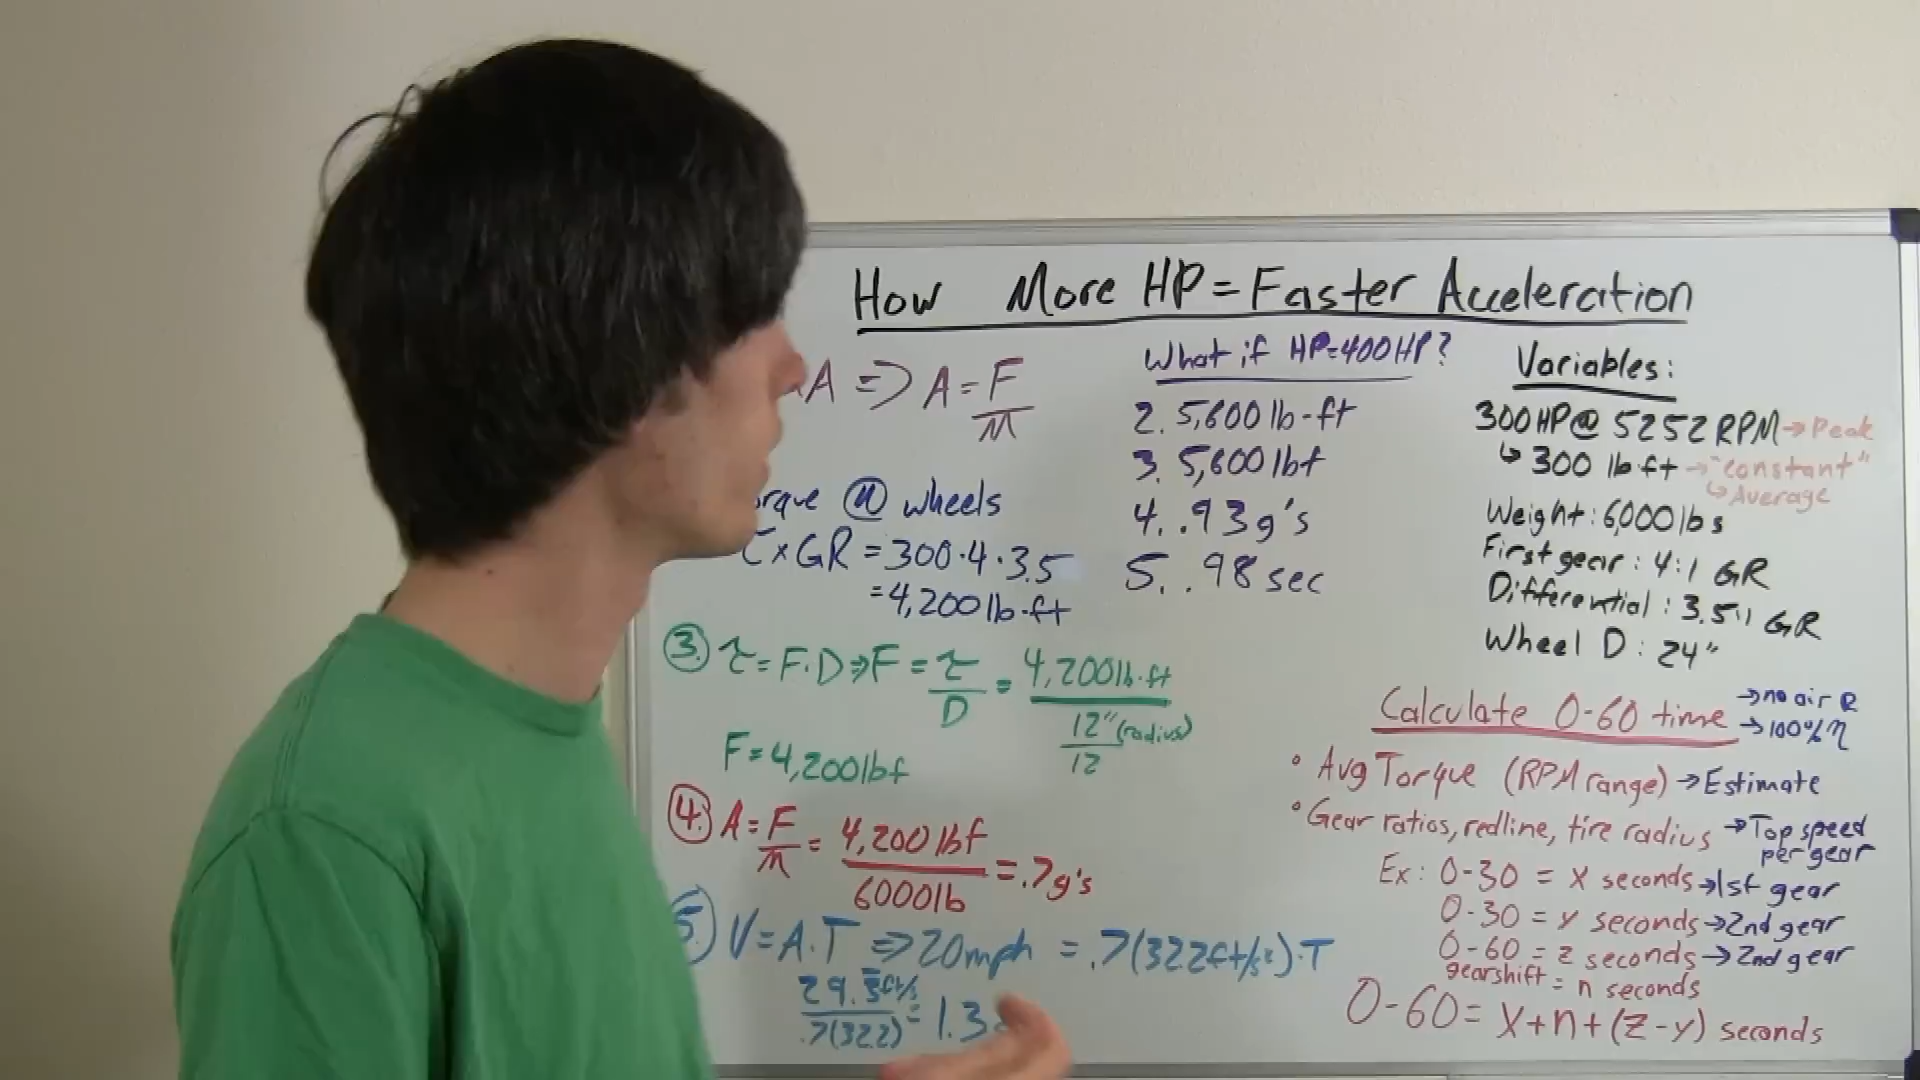 How More HP = Faster Acceleration
A => A = F/M
@ wheels
τ x GR = 300·4·3.5
= 4,200 lb·ft
3. τ = F·D => F = τ/D = 4,200 lb·ft / 12" (radius) / 12
F = 4,200 lbf
4. A = F/M = 4,200 lbf / 6000 lb = .7g's
5. V = A·T => 20mph = .7(32.2ft/s²)·T
29.3 ft/s / .7(32.2) = 1.3
What if HP = 400HP?
2. 5,600 lb-ft
3. 5,600 lbf
4. .93g's
5. .98 sec
Variables:
300HP @ 5252 RPM → Peak
↳ 300 lb·ft → "constant"
↳ Average
Weight: 6,000 lbs
First gear: 4:1 GR
Differential: 3.5:1 GR
Wheel D: 24"
Calculate 0-60 time → no air R
→ 100% η
• Avg Torque (RPM range) → Estimate
• Gear ratios, redline, tire radius → Top speed
per gear
Ex: 0-30 = x seconds → 1st gear
0-30 = y seconds → 2nd gear
0-60 = z seconds → 2nd gear
gearshift = n seconds
0-60 = x+n+(z-y) seconds